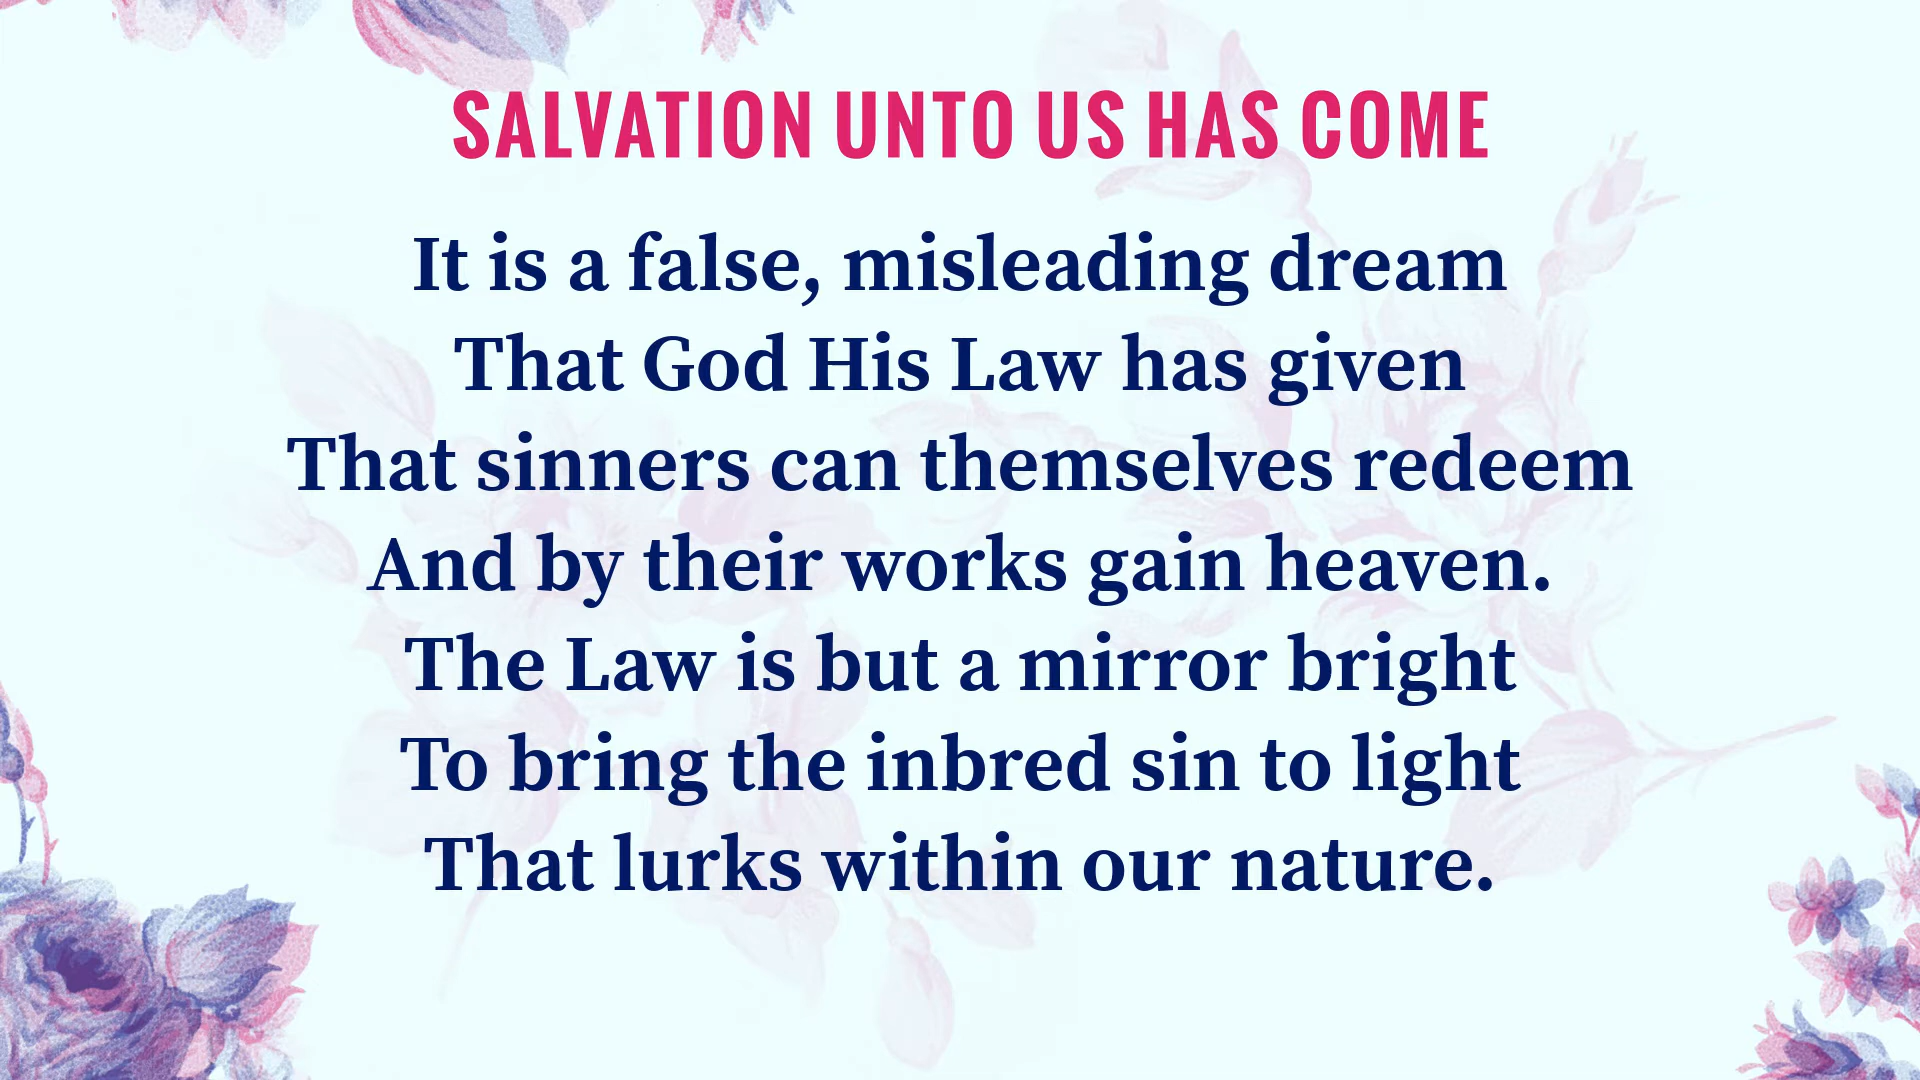 SALVATION UNTO US HAS COME
It is a false, misleading dream
That God His Law has given
That sinners can themselves redeem
And by their works gain heaven.
The Law is but a mirror bright
To bring the inbred sin to light
That lurks within our nature.